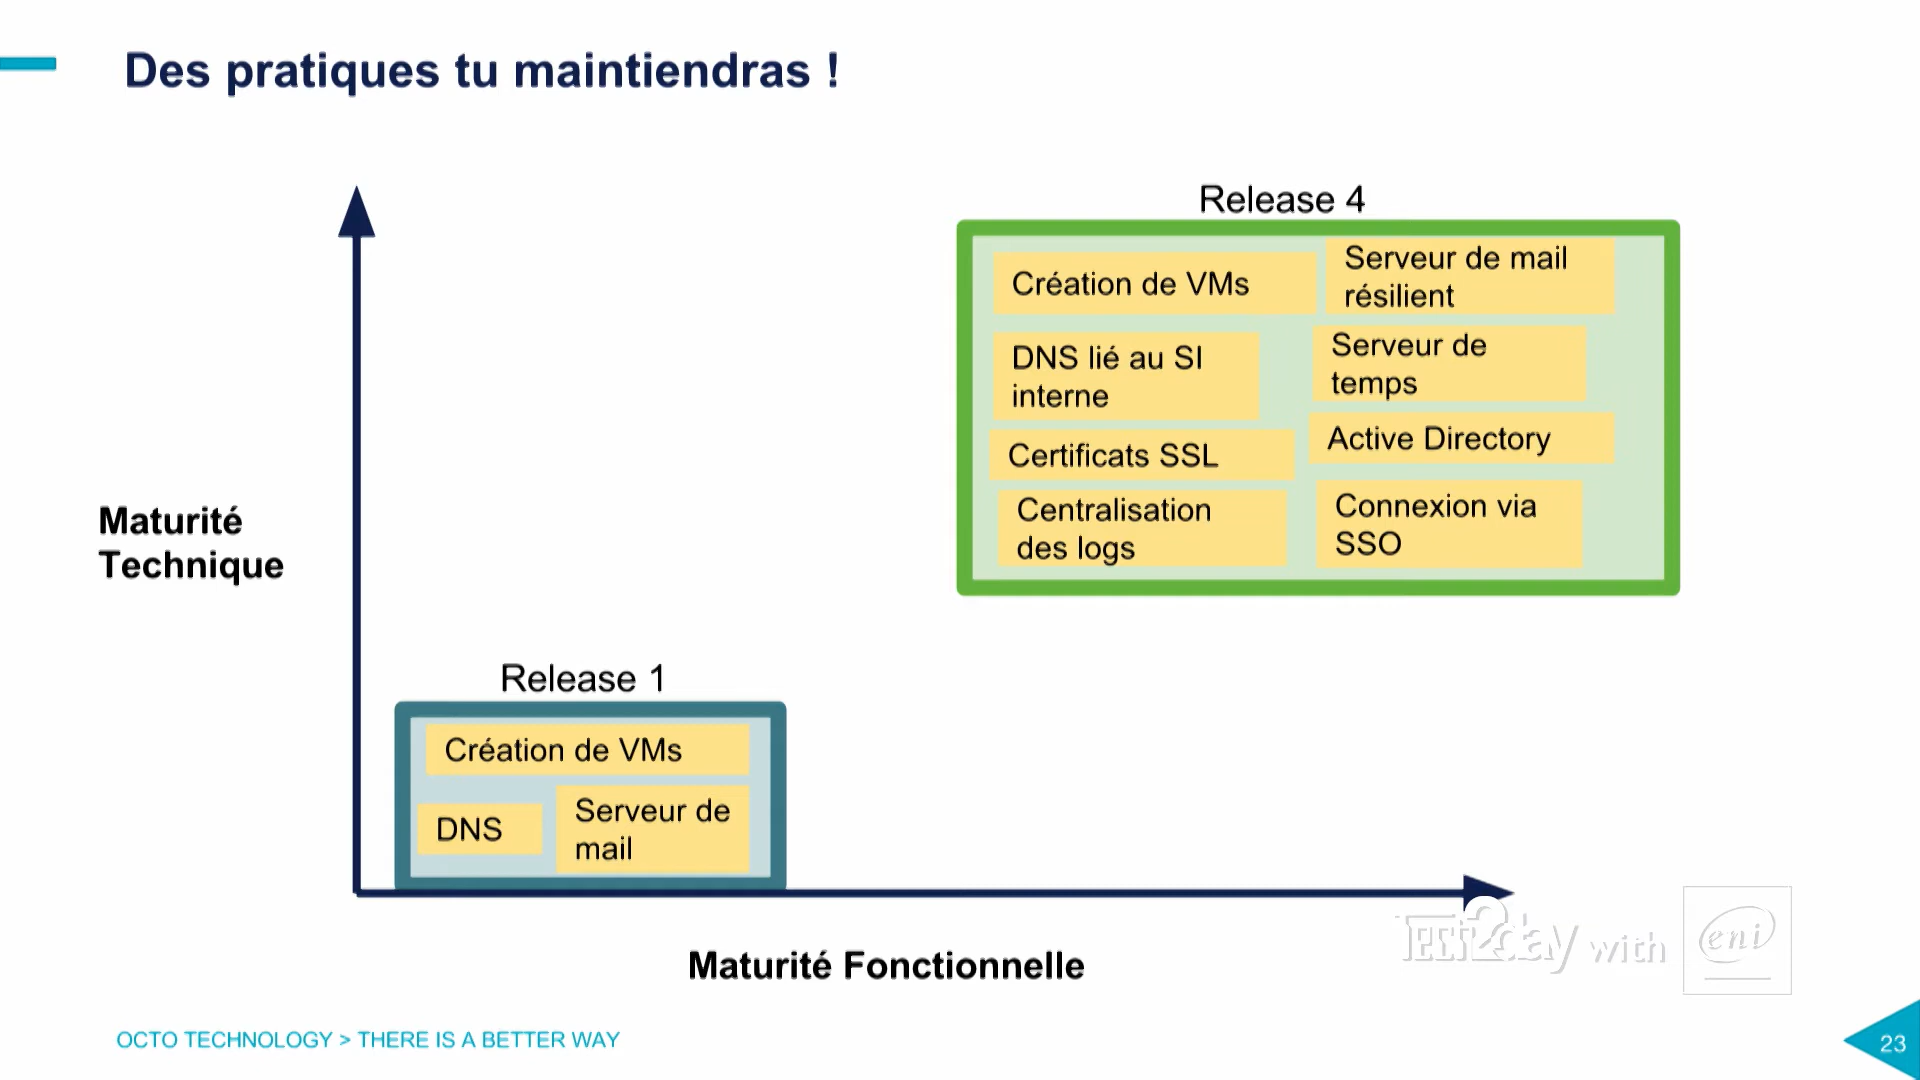 Des pratiques tu maintiendras !
Release 4
Création de VMs
Serveur de mail
résilient
DNS lié au SI
interne
Serveur de
temps
Certificats SSL
Active Directory
Centralisation
des logs
Connexion via
SSO
Maturité
Technique
Release 1
Création de VMs
DNS
Serveur de
mail
Maturité Fonctionnelle
Tech2day with eni
OCTO TECHNOLOGY > THERE IS A BETTER WAY
23